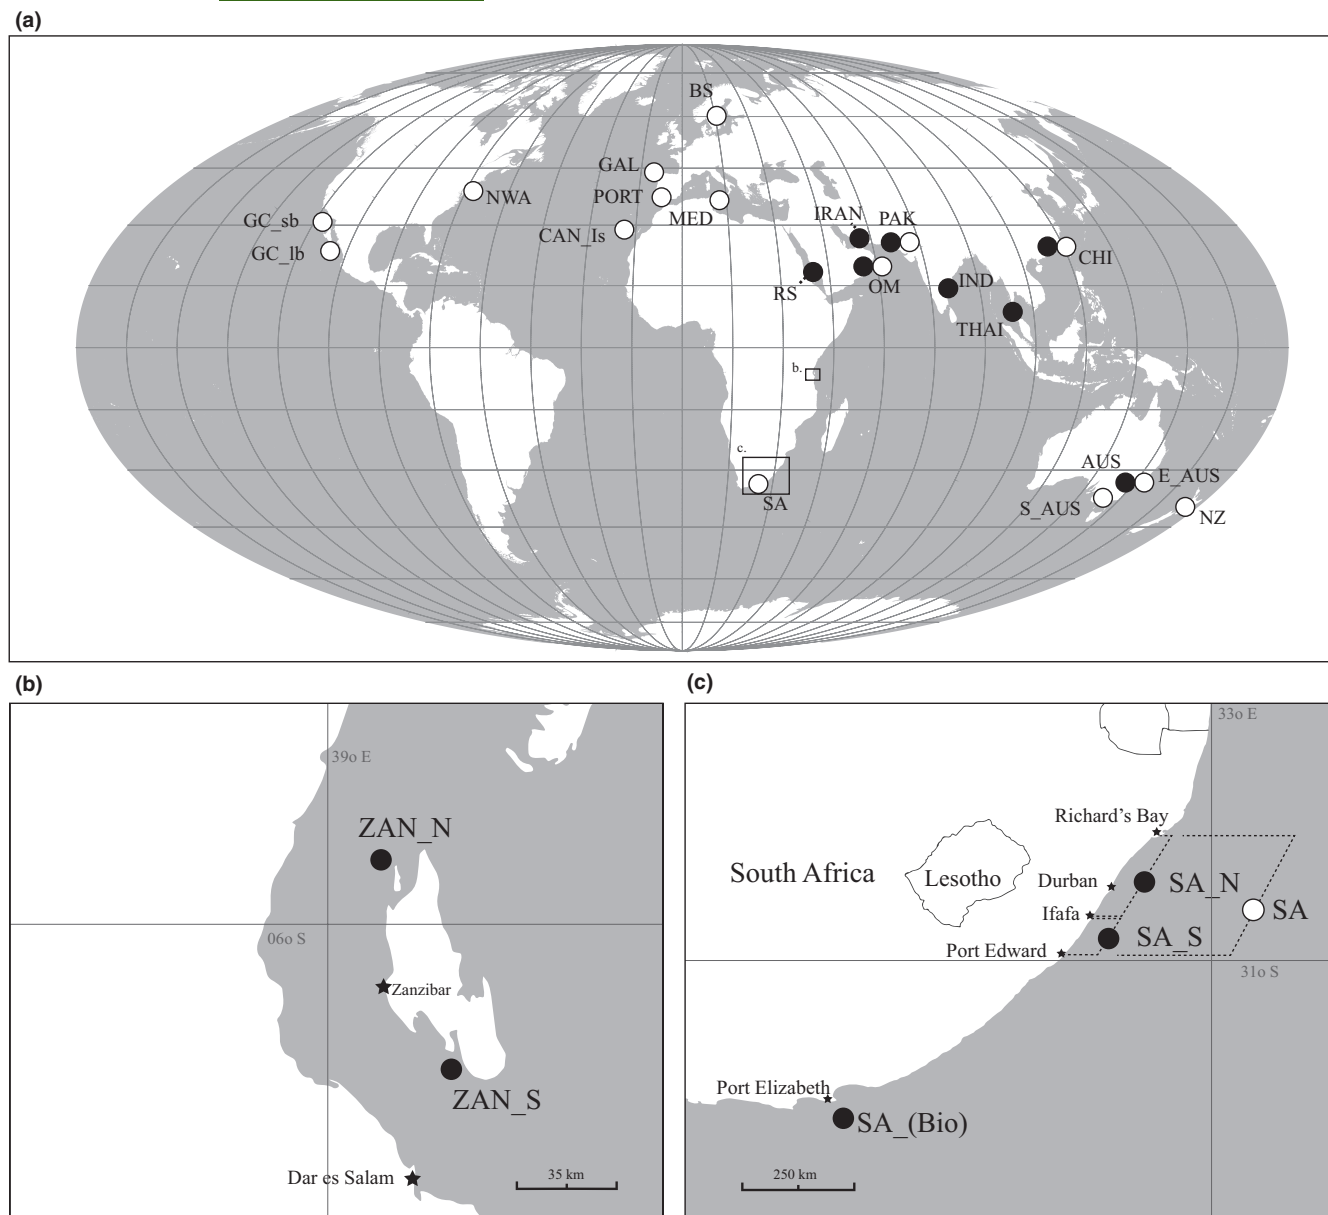 (a)
BS
GAL
NWA
PORT
MED
IRAN
PAK
GC_sb
CAN_Is
GC_lb
CHI
RS
OM
IND
THAI
b.
c.
AUS
E_AUS
SA
S_AUS
NZ
(b)
39o E
ZAN_N
06o S
Zanzibar
ZAN_S
Dar es Salam
35 km
(c)
33o E
Richard's Bay
South Africa
Lesotho
Durban
SA_N
Ifafa
SA
SA_S
Port Edward
31o S
Port Elizabeth
SA_(Bio)
250 km